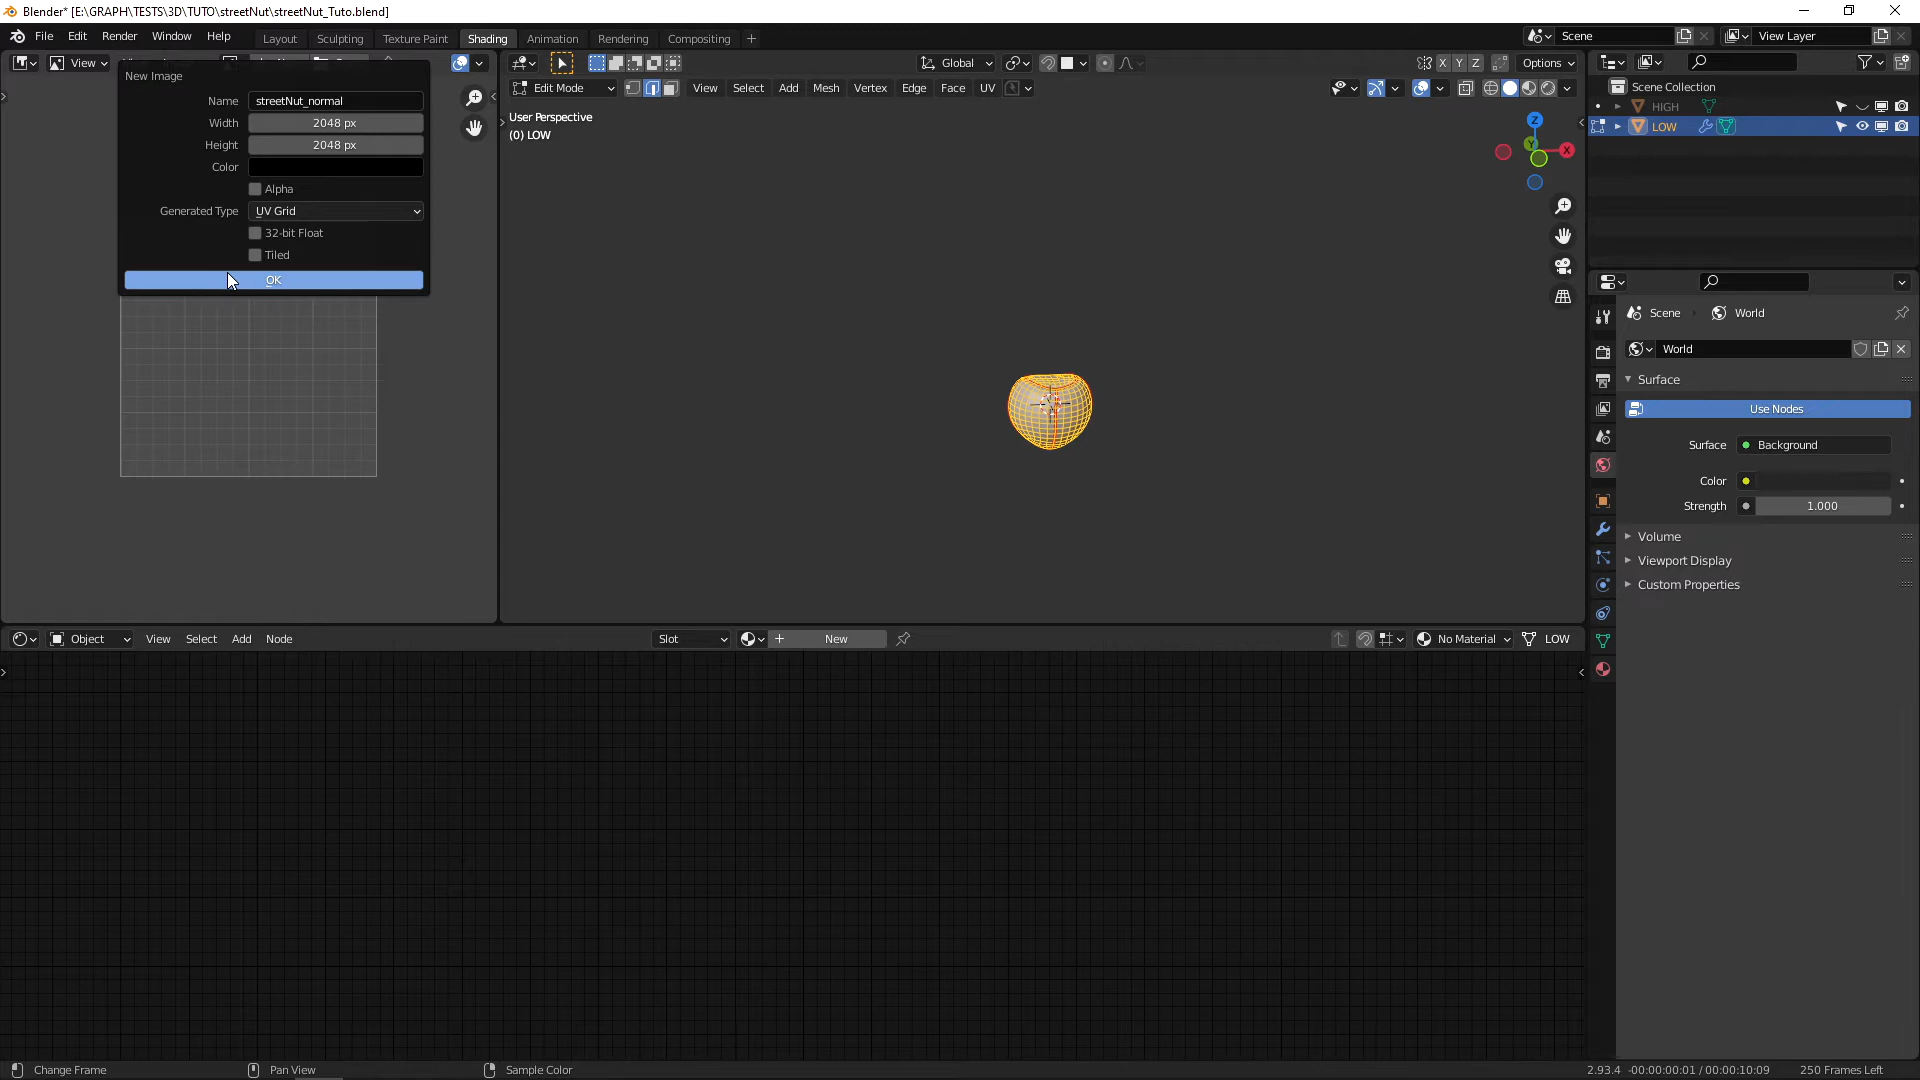 Blender* [E:\GRAPH\TESTS\3D\TUTO\streetNut\streetNut_Tuto.blend]
File Edit Render Window Help Layout Sculpting Texture Paint Shading Animation Rendering Compositing + Scene View Layer
View Global X Y Z Options
Edit Mode View Select Add Mesh Vertex Edge Face UV
New Image
Name streetNut_normal
Width 2048 px
Height 2048 px
Color
Alpha
Generated Type UV Grid
32-bit Float
Tiled
OK
User Perspective
(0) LOW
Z
X
Y
Scene Collection
HIGH
LOW
Scene World
World
Surface
Use Nodes
Surface Background
Color
Strength 1.000
Volume
Viewport Display
Custom Properties
Object View Select Add Node Slot New No Material LOW
Change Frame Pan View Sample Color 2.93.4 -00:00:00:01 / 00:00:10:09 250 Frames Left